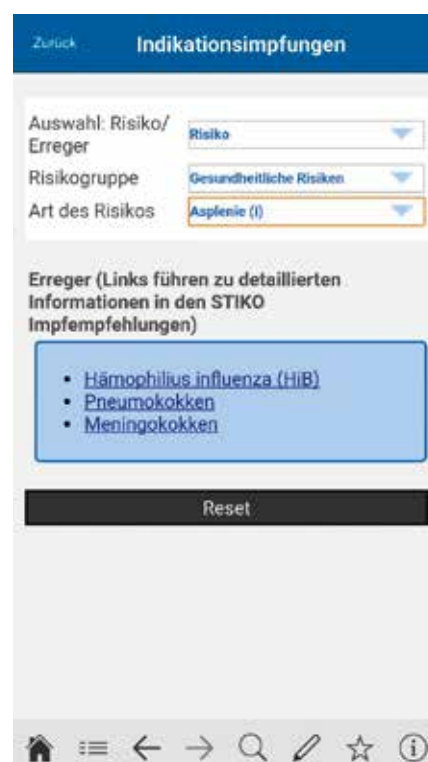 Zurück
Indikationsimpfungen
Auswahl: Risiko/
Erreger
Risiko
Risikogruppe
Gesundheitliche Risiken
Art des Risikos
Asplenie (I)
Erreger (Links führen zu detaillierten
Informationen in den STIKO
Impfempfehlungen)
• Hämophilius influenza (HiB)
• Pneumokokken
• Meningokokken
Reset